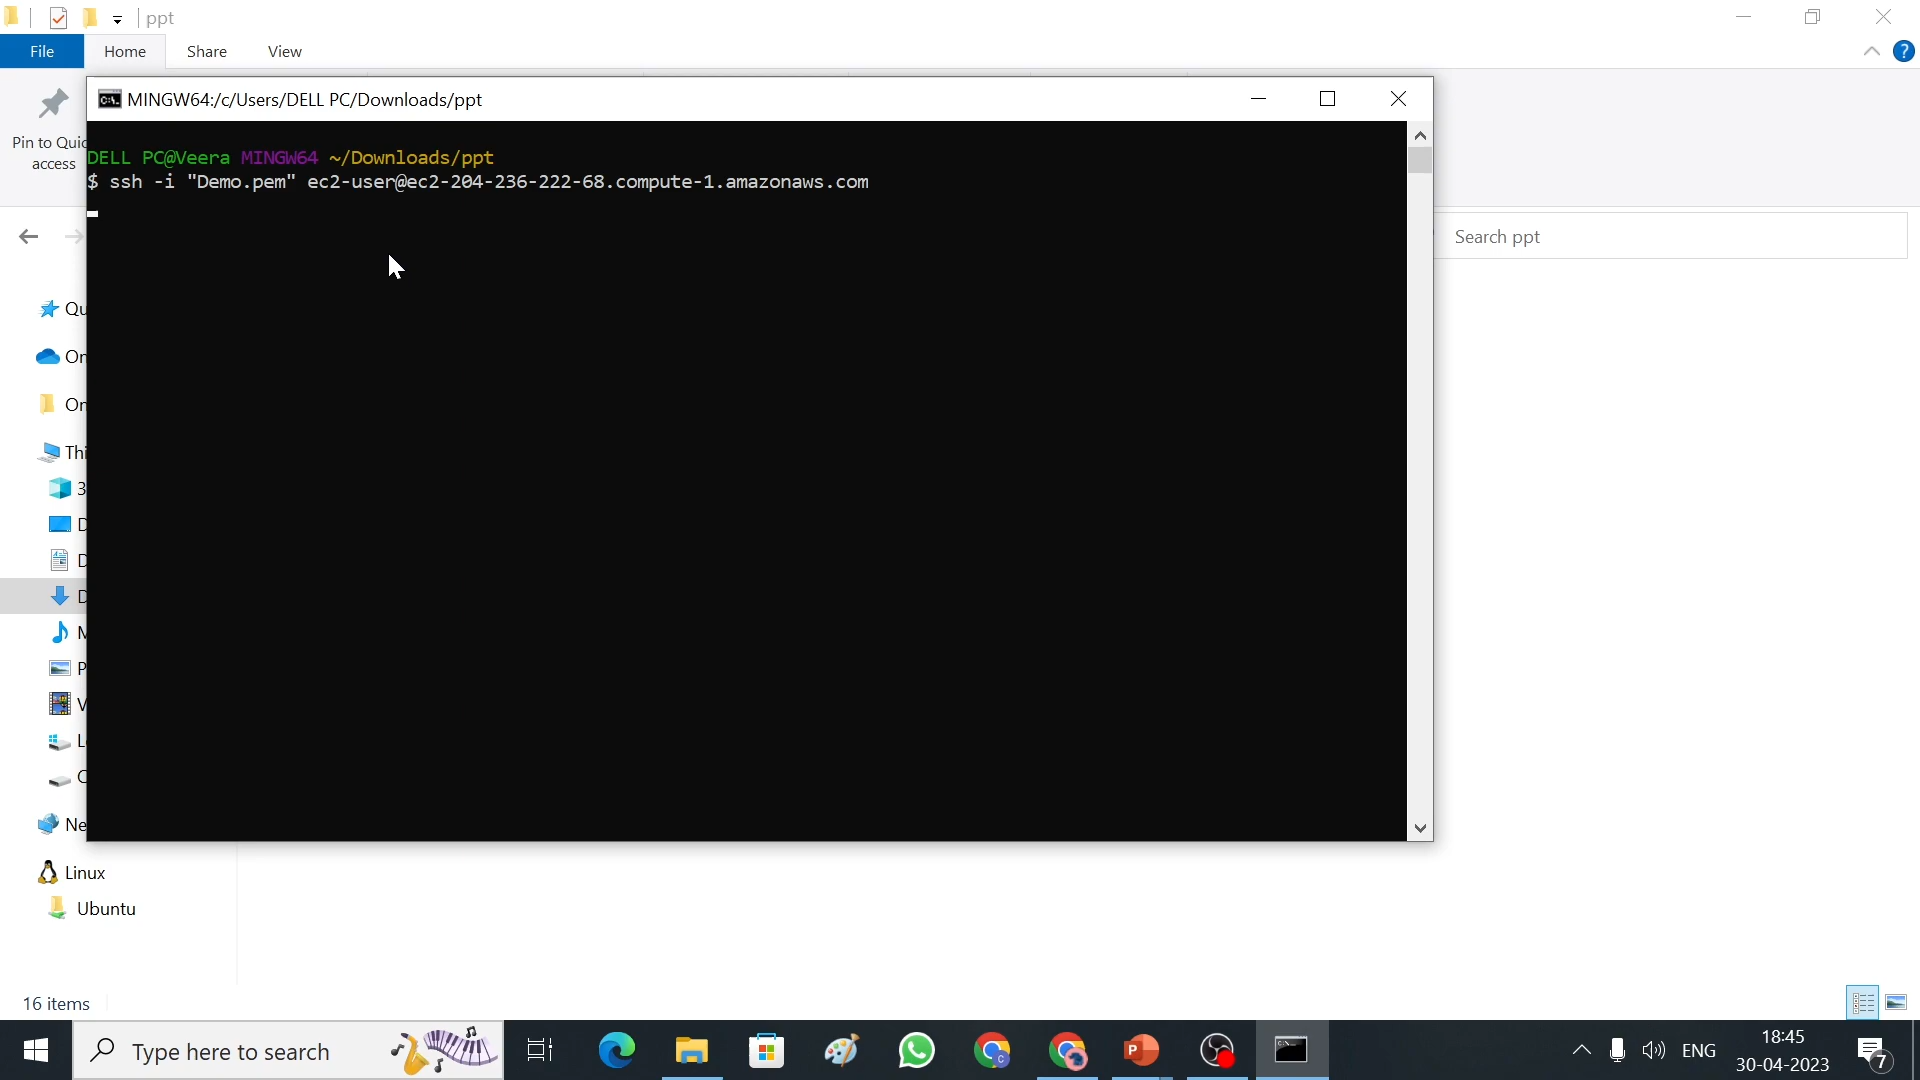 ppt
File
Home
Share
View
MINGW64:/c/Users/DELL PC/Downloads/ppt
Pin to
access
DELL PC@Veera MINGW64 ~/Downloads/ppt
$ ssh -i "Demo.pem" ec2-user@ec2-204-236-222-68.compute-1.amazonaws.com
Search ppt
Linux
Ubuntu
16 items
Type here to search
ENG
18:45
30-04-2023
7